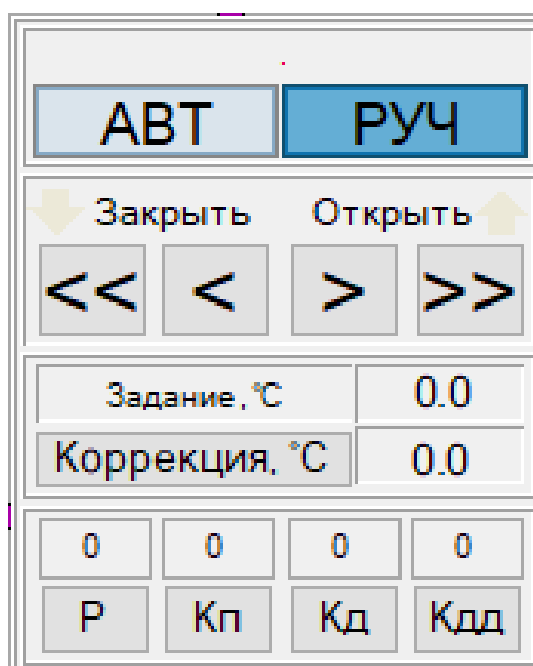 АВТ РУЧ
Закрыть Открыть
<< < > >>
Задание, °C 0.0
Коррекция, °C 0.0
0 0 0 0
Р Кп Кд Кдд